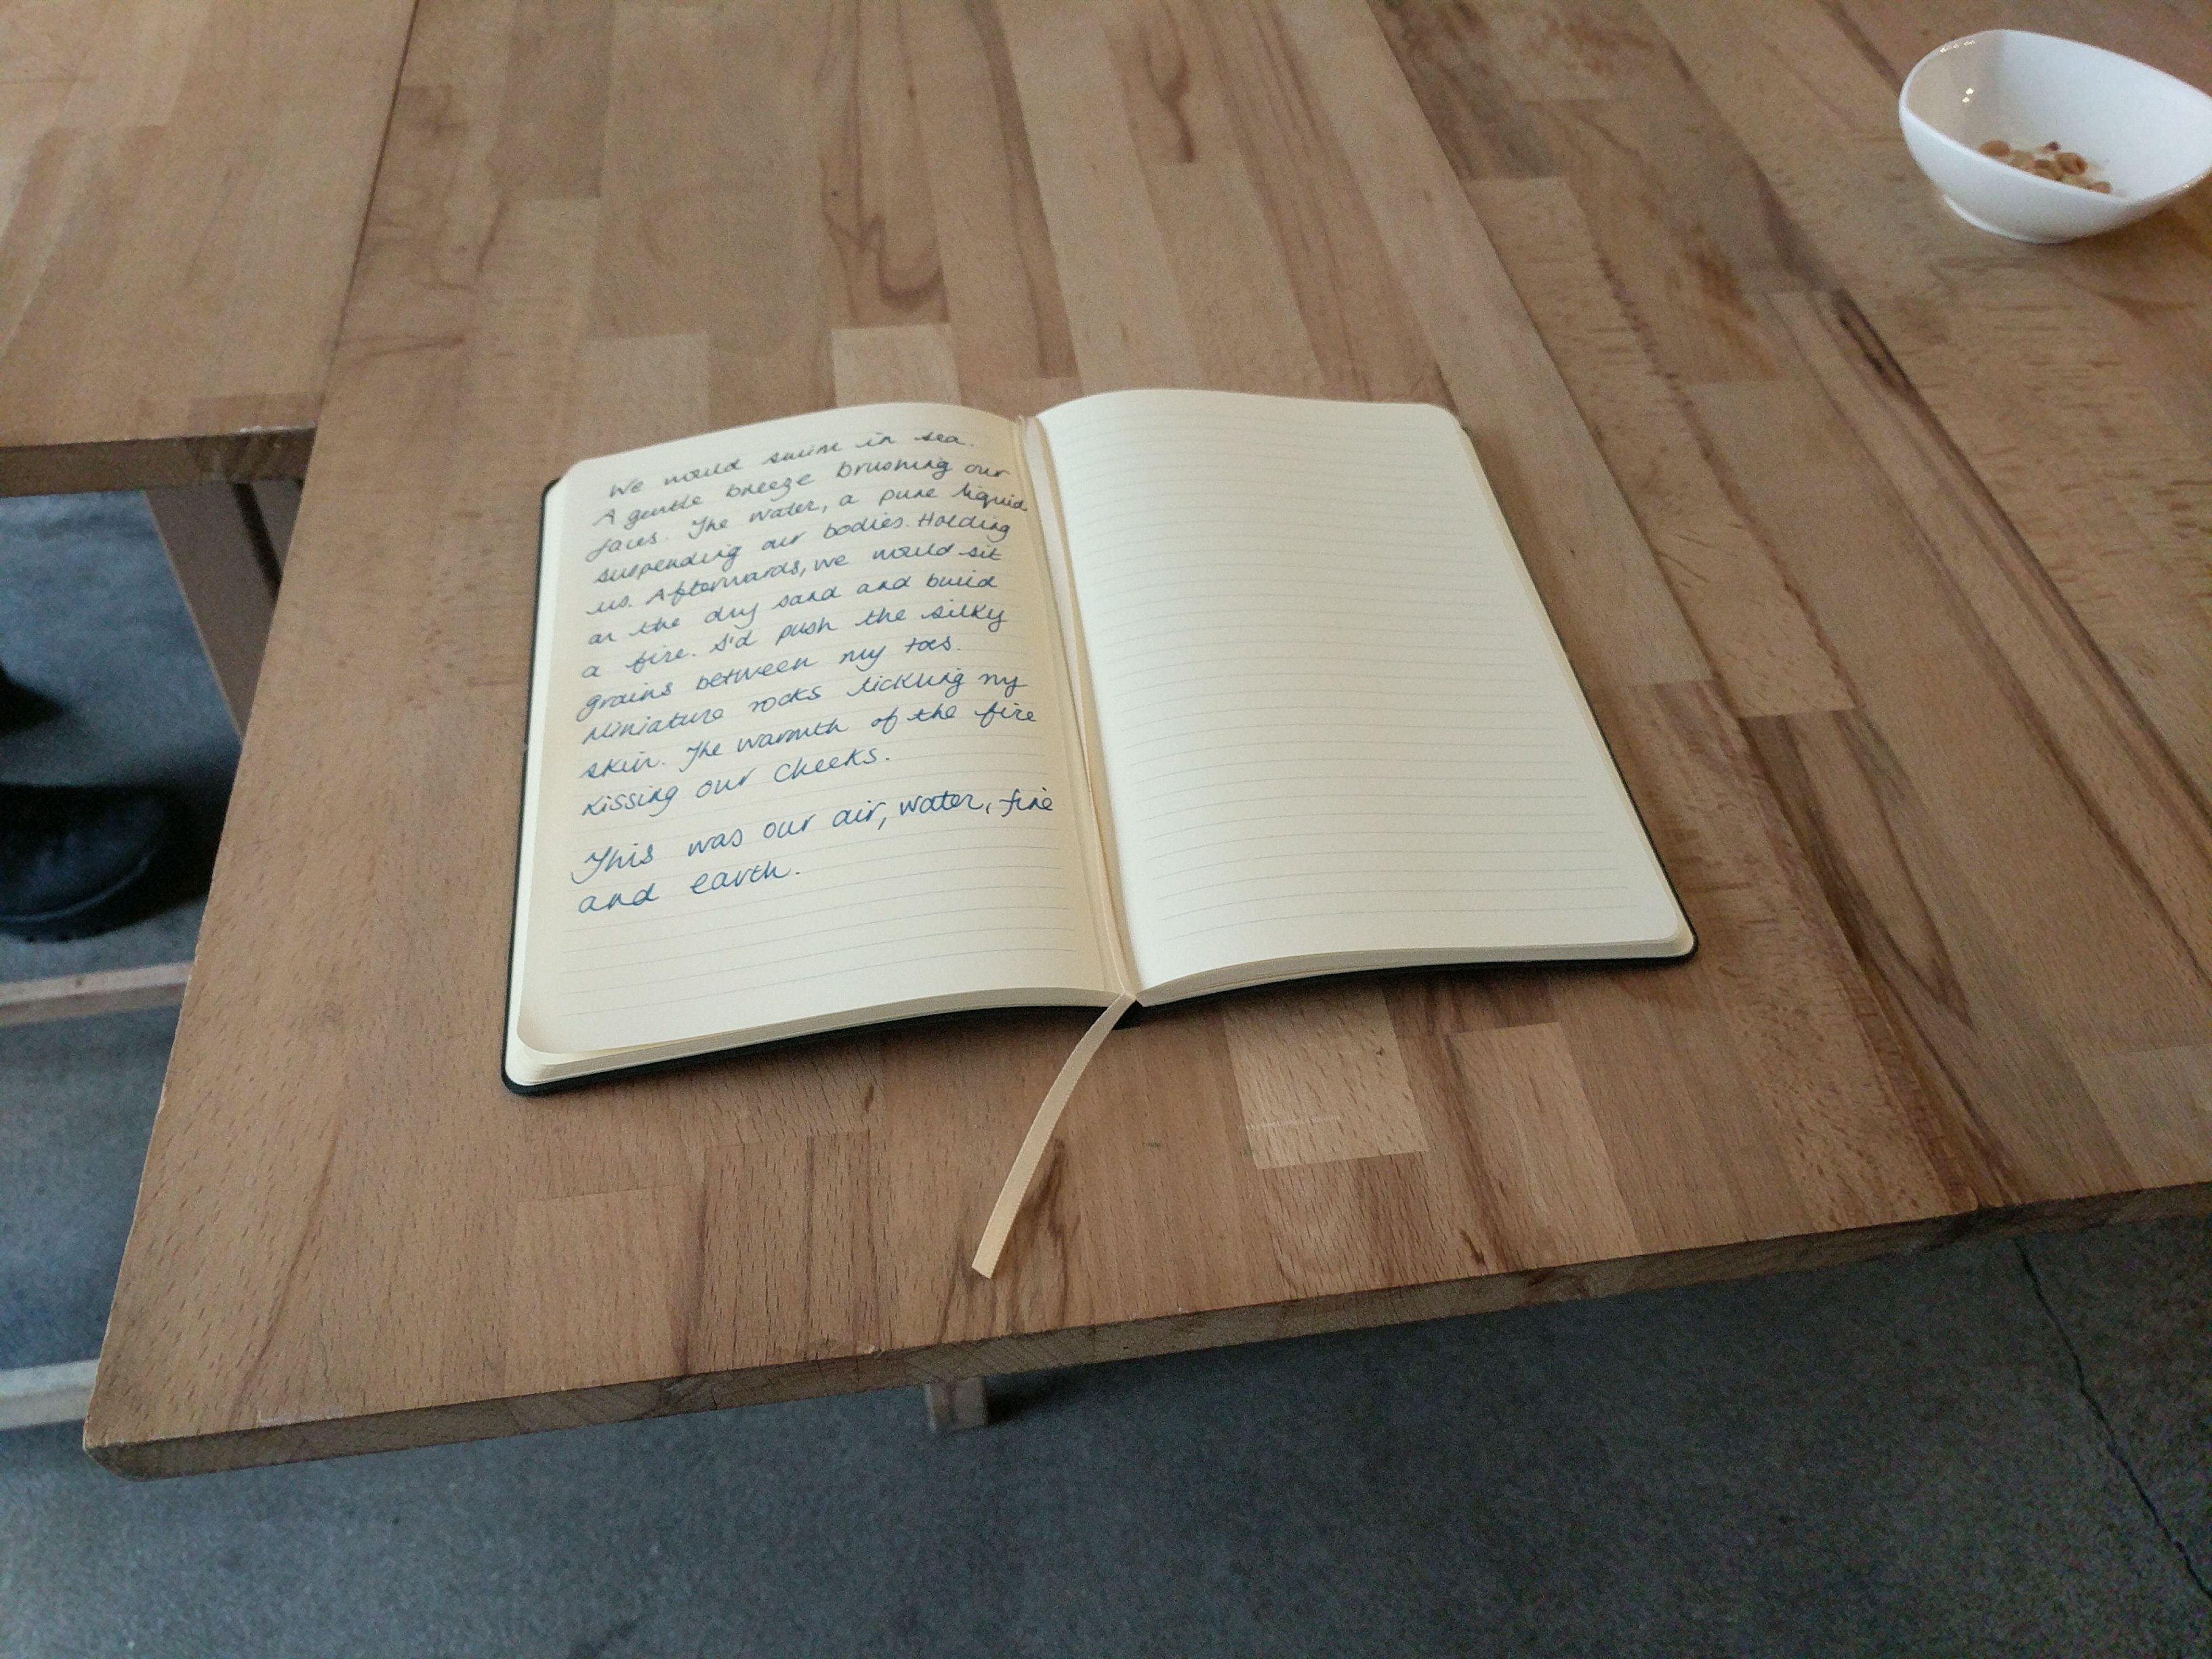 We would swim in sea.
A gentle breeze brushing our
faces. The water, a pure liquid
suspending our bodies. Holding
us. Afterwards, we would sit
on the dry sand and build
a fire. I'd push the silky
grains between my toes.
Miniature rocks tickling my
skin. The warmth of the fire
kissing our cheeks.
This was our air, water, fire
and earth.